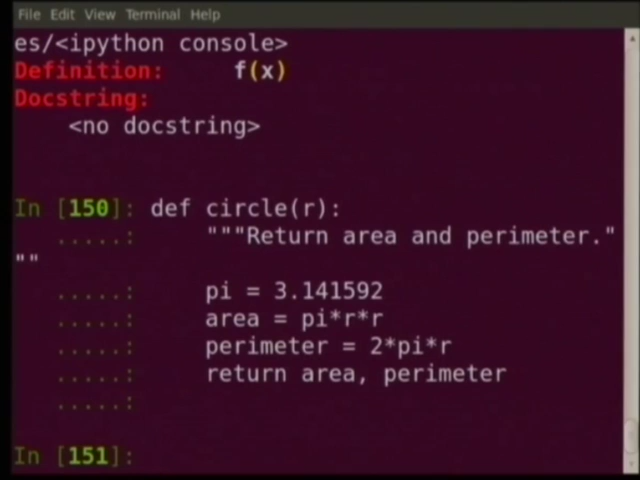 File Edit View Terminal Help
es/<ipython console>
Definition:     f(x)
Docstring:
    <no docstring>
In [150]: def circle(r):
   .....:     """Return area and perimeter."
""
   .....:     pi = 3.141592
   .....:     area = pi*r*r
   .....:     perimeter = 2*pi*r
   .....:     return area, perimeter
   .....:
In [151]: